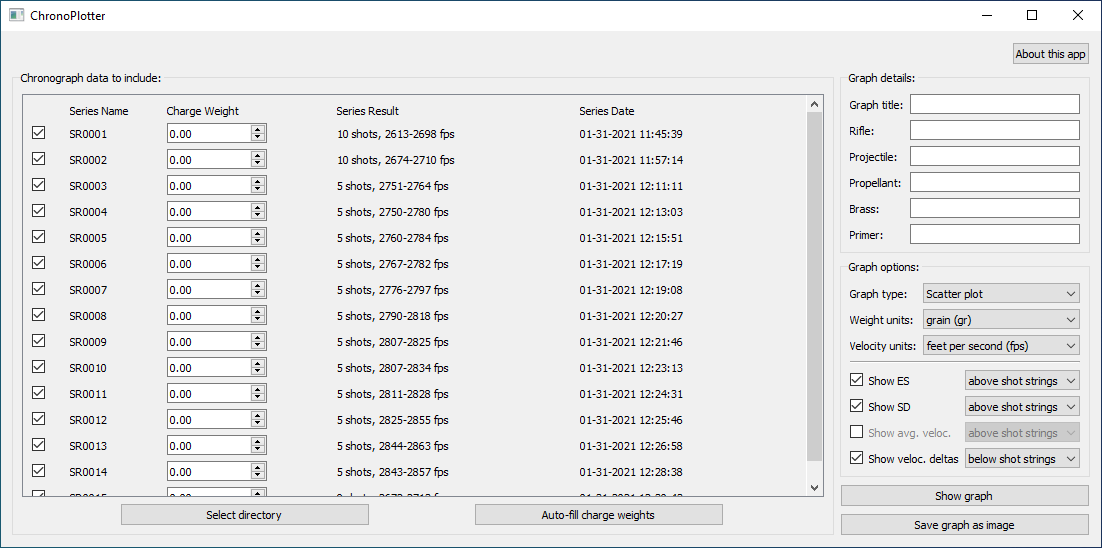 ChronoPlotter
About this app
Chronograph data to include:
Series Name Charge Weight Series Result Series Date
SR0001 0.00 10 shots, 2613-2698 fps 01-31-2021 11:45:39
SR0002 0.00 10 shots, 2674-2710 fps 01-31-2021 11:57:14
SR0003 0.00 5 shots, 2751-2764 fps 01-31-2021 12:11:11
SR0004 0.00 5 shots, 2750-2780 fps 01-31-2021 12:13:03
SR0005 0.00 5 shots, 2760-2784 fps 01-31-2021 12:15:51
SR0006 0.00 5 shots, 2767-2782 fps 01-31-2021 12:17:19
SR0007 0.00 5 shots, 2776-2797 fps 01-31-2021 12:19:08
SR0008 0.00 5 shots, 2790-2818 fps 01-31-2021 12:20:27
SR0009 0.00 5 shots, 2807-2825 fps 01-31-2021 12:21:46
SR0010 0.00 5 shots, 2807-2834 fps 01-31-2021 12:23:13
SR0011 0.00 5 shots, 2811-2828 fps 01-31-2021 12:24:31
SR0012 0.00 5 shots, 2825-2855 fps 01-31-2021 12:25:46
SR0013 0.00 5 shots, 2844-2863 fps 01-31-2021 12:26:58
SR0014 0.00 5 shots, 2843-2857 fps 01-31-2021 12:28:38
Select directory
Auto-fill charge weights
Graph details:
Graph title:
Rifle:
Projectile:
Propellant:
Brass:
Primer:
Graph options:
Graph type: Scatter plot
Weight units: grain (gr)
Velocity units: feet per second (fps)
Show ES above shot strings
Show SD above shot strings
Show avg. veloc. above shot strings
Show veloc. deltas below shot strings
Show graph
Save graph as image